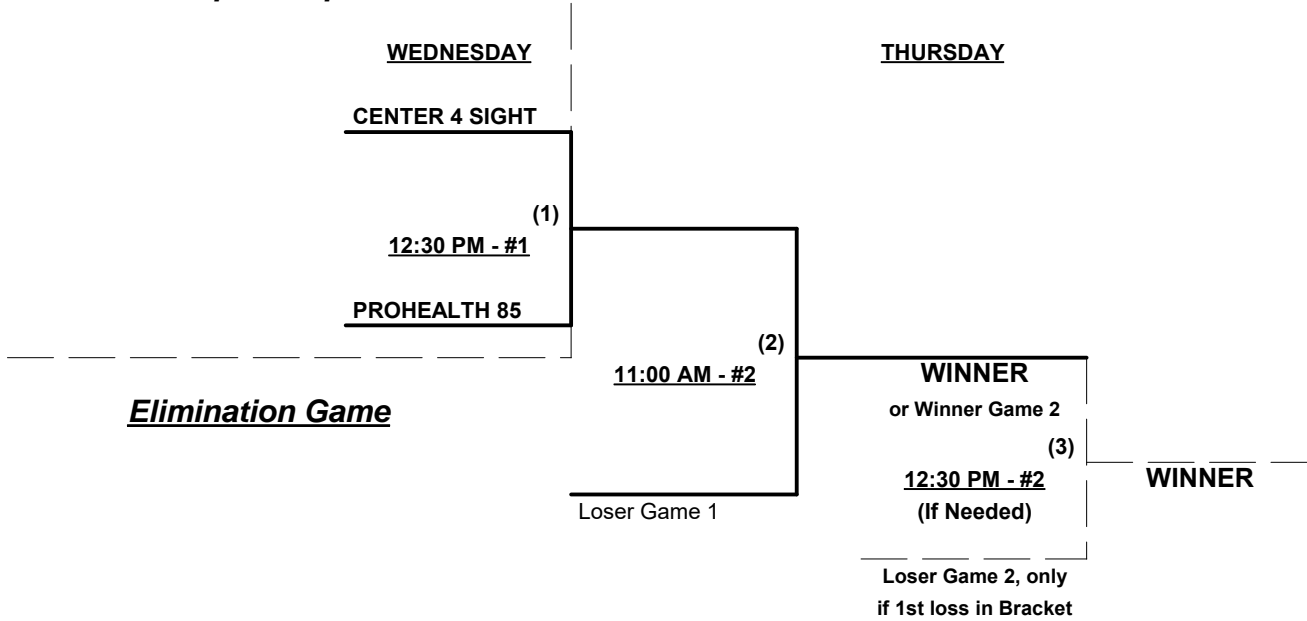 WEDNESDAY
THURSDAY
CENTER 4 SIGHT
(1)
12:30 PM - #1
PROHEALTH 85
(2)
11:00 AM - #2
WINNER
or Winner Game 2
Elimination Game
(3)
12:30 PM - #2
WINNER
(If Needed)
Loser Game 1
Loser Game 2, only
if 1st loss in Bracket